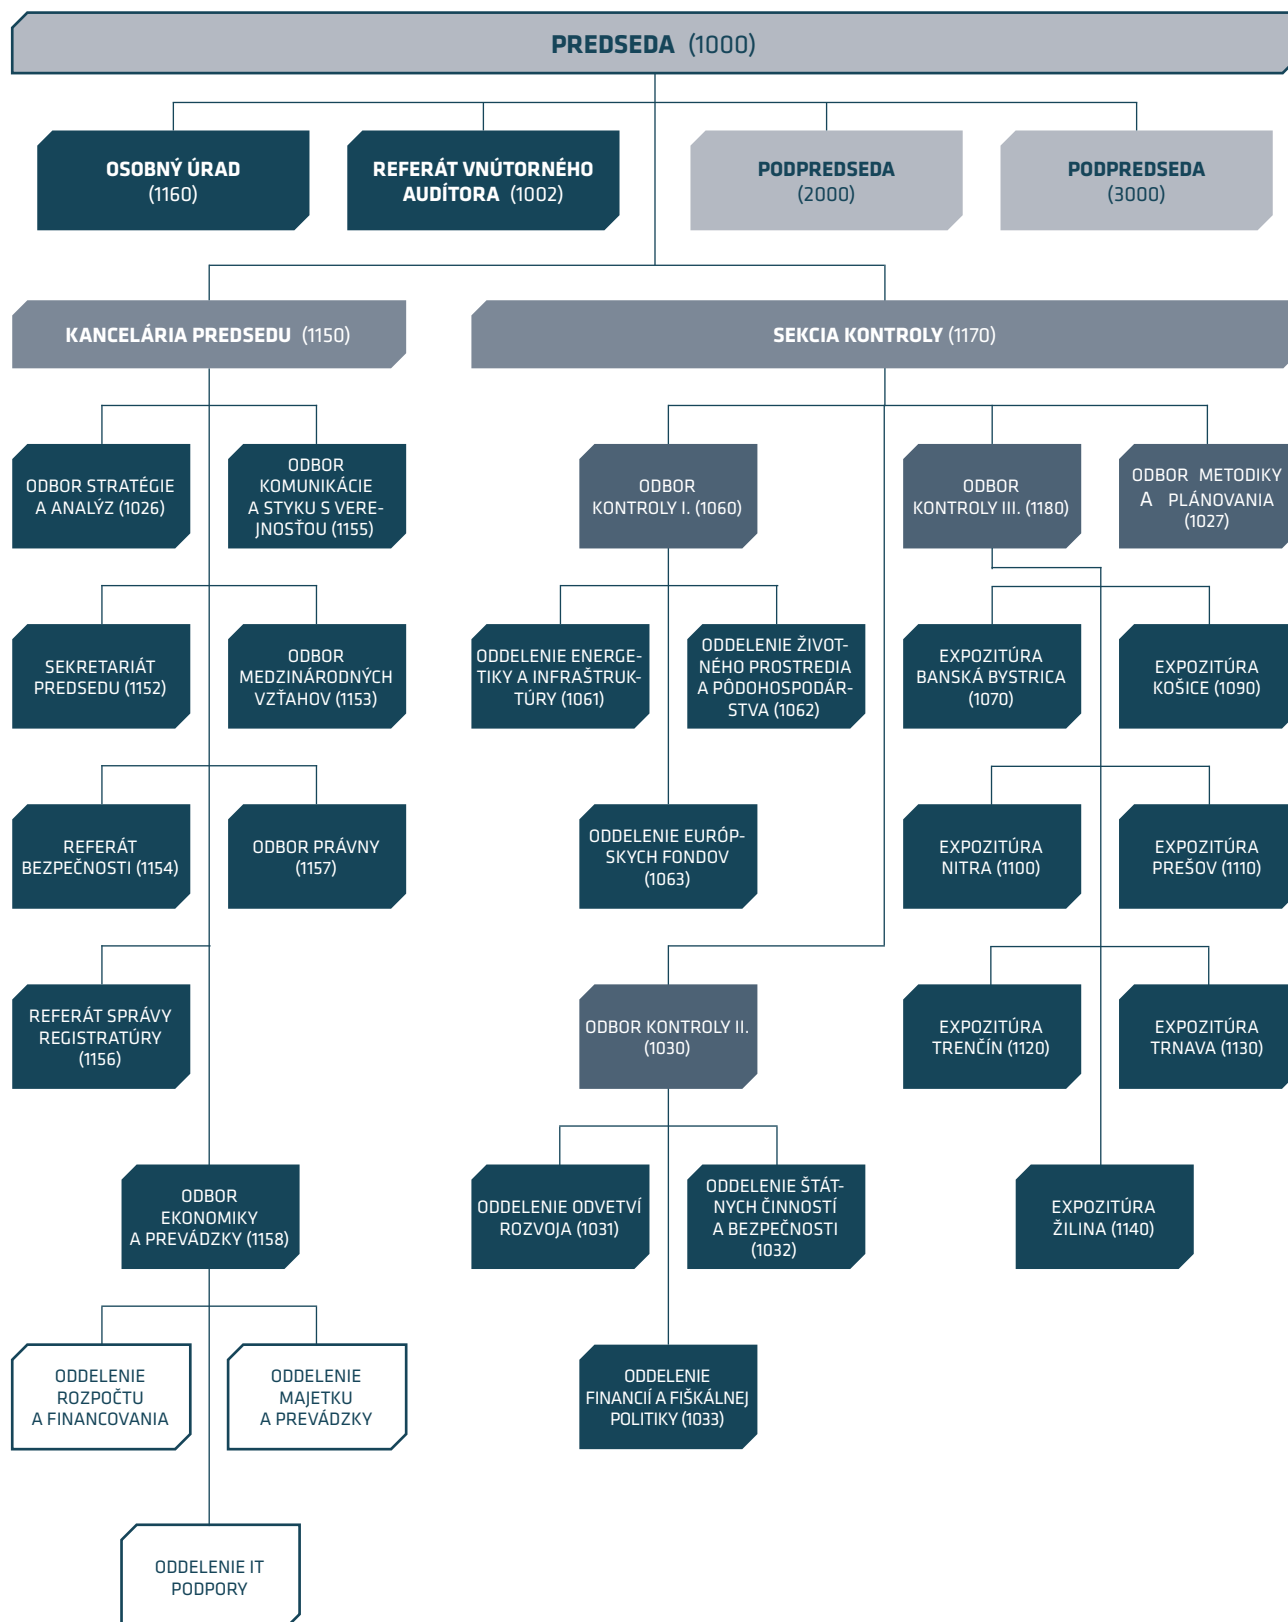 PREDSEDA (1000)
OSOBNÝ ÚRAD
(1160)
REFERÁT VNÚTORNÉHO
AUDÍTORA (1002)
PODPREDSEDA
(2000)
PODPREDSEDA
(3000)
KANCELÁRIA PREDSEDU (1150)
SEKCIA KONTROLY (1170)
ODBOR STRATÉGIE
A ANALÝZ (1026)
ODBOR
KOMUNIKÁCIE
A STYKU S VERE-
JNOSŤOU (1155)
ODBOR
KONTROLY I. (1060)
ODBOR
KONTROLY III. (1180)
ODBOR METODIKY
A PLÁNOVANIA
(1027)
SEKRETARIÁT
PREDSEDU (1152)
ODBOR
MEDZINÁRODNÝCH
VZŤAHOV (1153)
ODDELENIE ENERGE-
TIKY A INFRAŠTRUK-
TÚRY (1061)
ODDELENIE ŽIVOT-
NÉHO PROSTREDIA
A PÔDOHOSPODÁR-
STVA (1062)
EXPOZITÚRA
BANSKÁ BYSTRICA
(1070)
EXPOZITÚRA
KOŠICE (1090)
REFERÁT
BEZPEČNOSTI (1154)
ODBOR PRÁVNY
(1157)
ODDELENIE EURÓP-
SKYCH FONDOV
(1063)
EXPOZITÚRA
NITRA (1100)
EXPOZITÚRA
PREŠOV (1110)
REFERÁT SPRÁVY
REGISTRATÚRY
(1156)
ODBOR KONTROLY II.
(1030)
EXPOZITÚRA
TRENČÍN (1120)
EXPOZITÚRA
TRNAVA (1130)
ODBOR
EKONOMIKY
A PREVÁDZKY (1158)
ODDELENIE ODVETVÍ
ROZVOJA (1031)
ODDELENIE ŠTÁT-
NYCH ČINNOSTÍ
A BEZPEČNOSTI
(1032)
EXPOZITÚRA
ŽILINA (1140)
ODDELENIE
ROZPOČTU
A FINANCOVANIA
ODDELENIE
MAJETKU
A PREVÁDZKY
ODDELENIE
FINANCIÍ A FIŠKÁLNEJ
POLITIKY (1033)
ODDELENIE IT
PODPORY